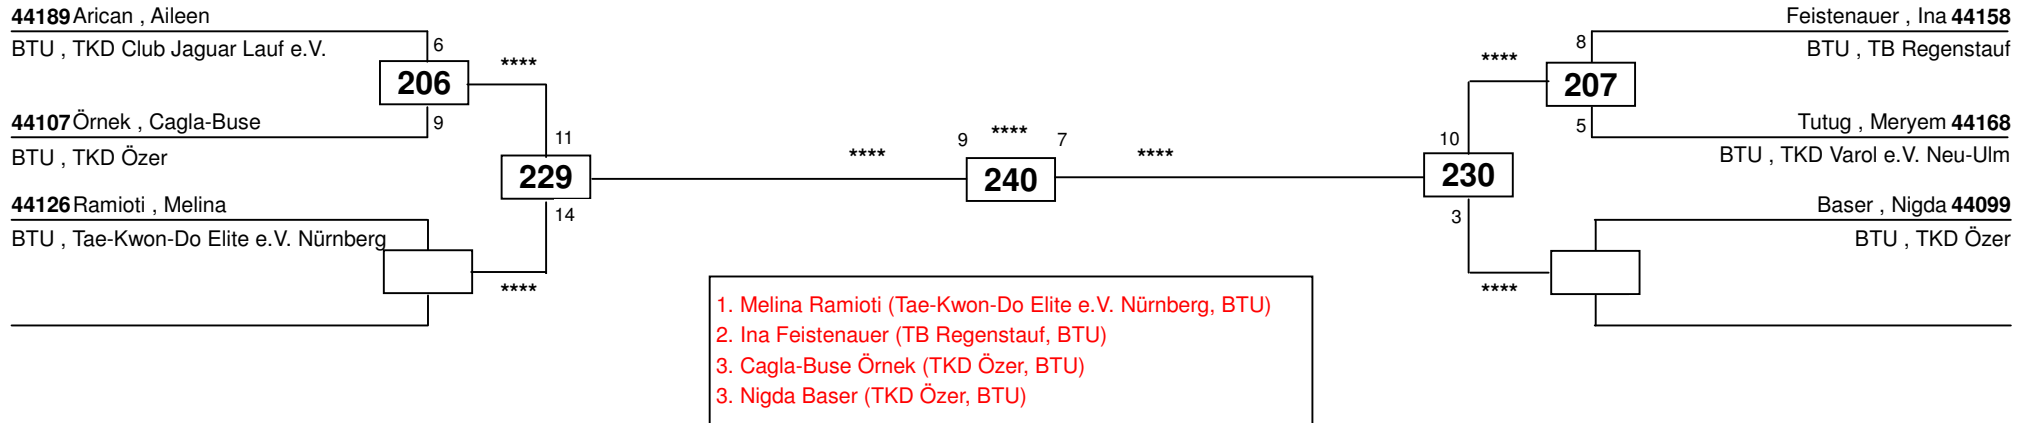 44189 Arican , Aileen
BTU , TKD Club Jaguar Lauf e.V.
6
****
206
44107 Örnek , Cagla-Buse
9
BTU , TKD Özer
11
229
14
44126 Ramioti , Melina
BTU , Tae-Kwon-Do Elite e.V. Nürnberg
****
****
9
****
7
240
****
Feistenauer , Ina 44158
8
BTU , TB Regenstauf
****
207
5
Tutug , Meryem 44168
BTU , TKD Varol e.V. Neu-Ulm
10
230
3
Baser , Nigda 44099
BTU , TKD Özer
****
1. Melina Ramioti (Tae-Kwon-Do Elite e.V. Nürnberg, BTU)
2. Ina Feistenauer (TB Regenstauf, BTU)
3. Cagla-Buse Örnek (TKD Özer, BTU)
3. Nigda Baser (TKD Özer, BTU)